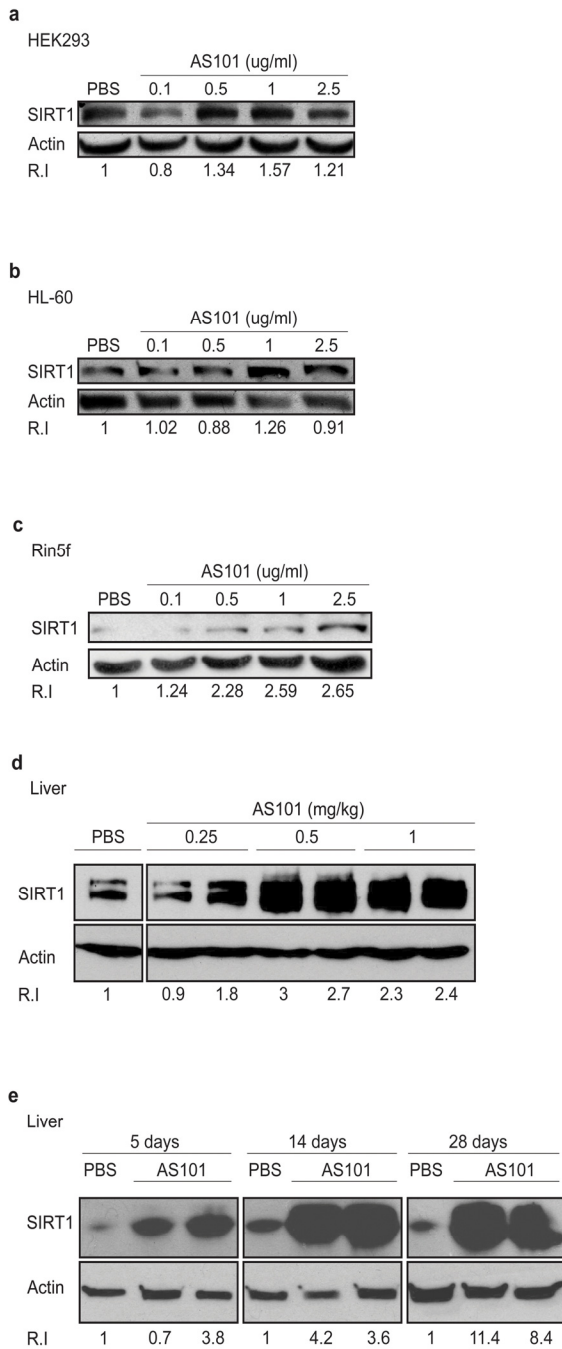 a
HEK293
AS101 (ug/ml)
PBS 0.1 0.5 1 2.5
SIRT1
Actin
R.I 1 0.8 1.34 1.57 1.21
b
HL-60
AS101 (ug/ml)
PBS 0.1 0.5 1 2.5
SIRT1
Actin
R.I 1 1.02 0.88 1.26 0.91
c
Rin5f
AS101 (ug/ml)
PBS 0.1 0.5 1 2.5
SIRT1
Actin
R.I 1 1.24 2.28 2.59 2.65
d
Liver
AS101 (mg/kg)
PBS 0.25 0.5 1
SIRT1
Actin
R.I 1 0.9 1.8 3 2.7 2.3 2.4
e
Liver
5 days 14 days 28 days
PBS AS101 PBS AS101 PBS AS101
SIRT1
Actin
R.I 1 0.7 3.8 1 4.2 3.6 1 11.4 8.4